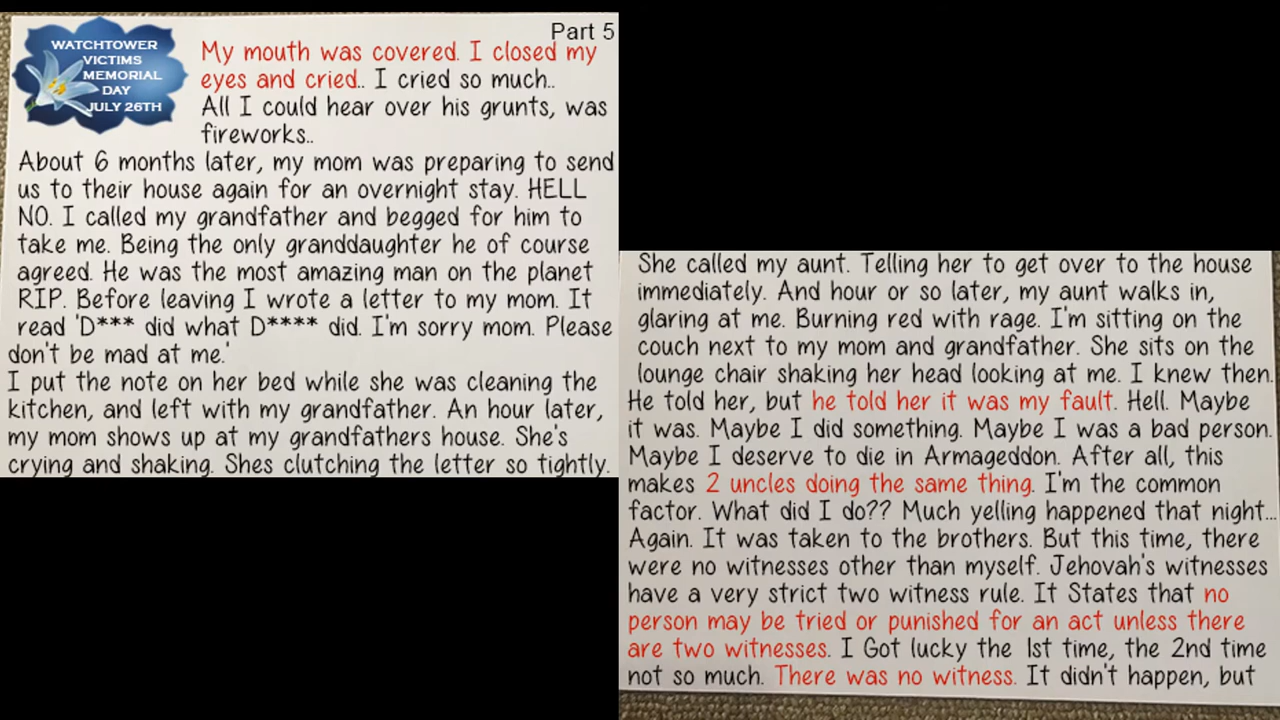 Part 5
WATCHTOWER
VICTIMS
MEMORIAL
DAY
JULY 26TH
My mouth was covered. I closed my
eyes and cried.. I cried so much..
All I could hear over his grunts, was
fireworks..
About 6 months later, my mom was preparing to send
us to their house again for an overnight stay. HELL
NO. I called my grandfather and begged for him to
take me. Being the only granddaughter he of course
agreed. He was the most amazing man on the planet
RIP. Before leaving I wrote a letter to my mom. It
read 'D*** did what D**** did. I'm sorry mom. Please
don't be mad at me.'
I put the note on her bed while she was cleaning the
kitchen, and left with my grandfather. An hour later,
my mom shows up at my grandfathers house. She's
crying and shaking. Shes clutching the letter so tightly.
She called my aunt. Telling her to get over to the house
immediately. And hour or so later, my aunt walks in,
glaring at me. Burning red with rage. I'm sitting on the
couch next to my mom and grandfather. She sits on the
lounge chair shaking her head looking at me. I knew then.
He told her, but he told her it was my fault. Hell. Maybe
it was. Maybe I did something. Maybe I was a bad person.
Maybe I deserve to die in Armageddon. After all, this
makes 2 uncles doing the same thing. I'm the common
factor. What did I do?? Much yelling happened that night...
Again. It was taken to the brothers. But this time, there
were no witnesses other than myself. Jehovah's witnesses
have a very strict two witness rule. It States that no
person may be tried or punished for an act unless there
are two witnesses. I Got lucky the 1st time, the 2nd time
not so much. There was no witness. It didn't happen, but